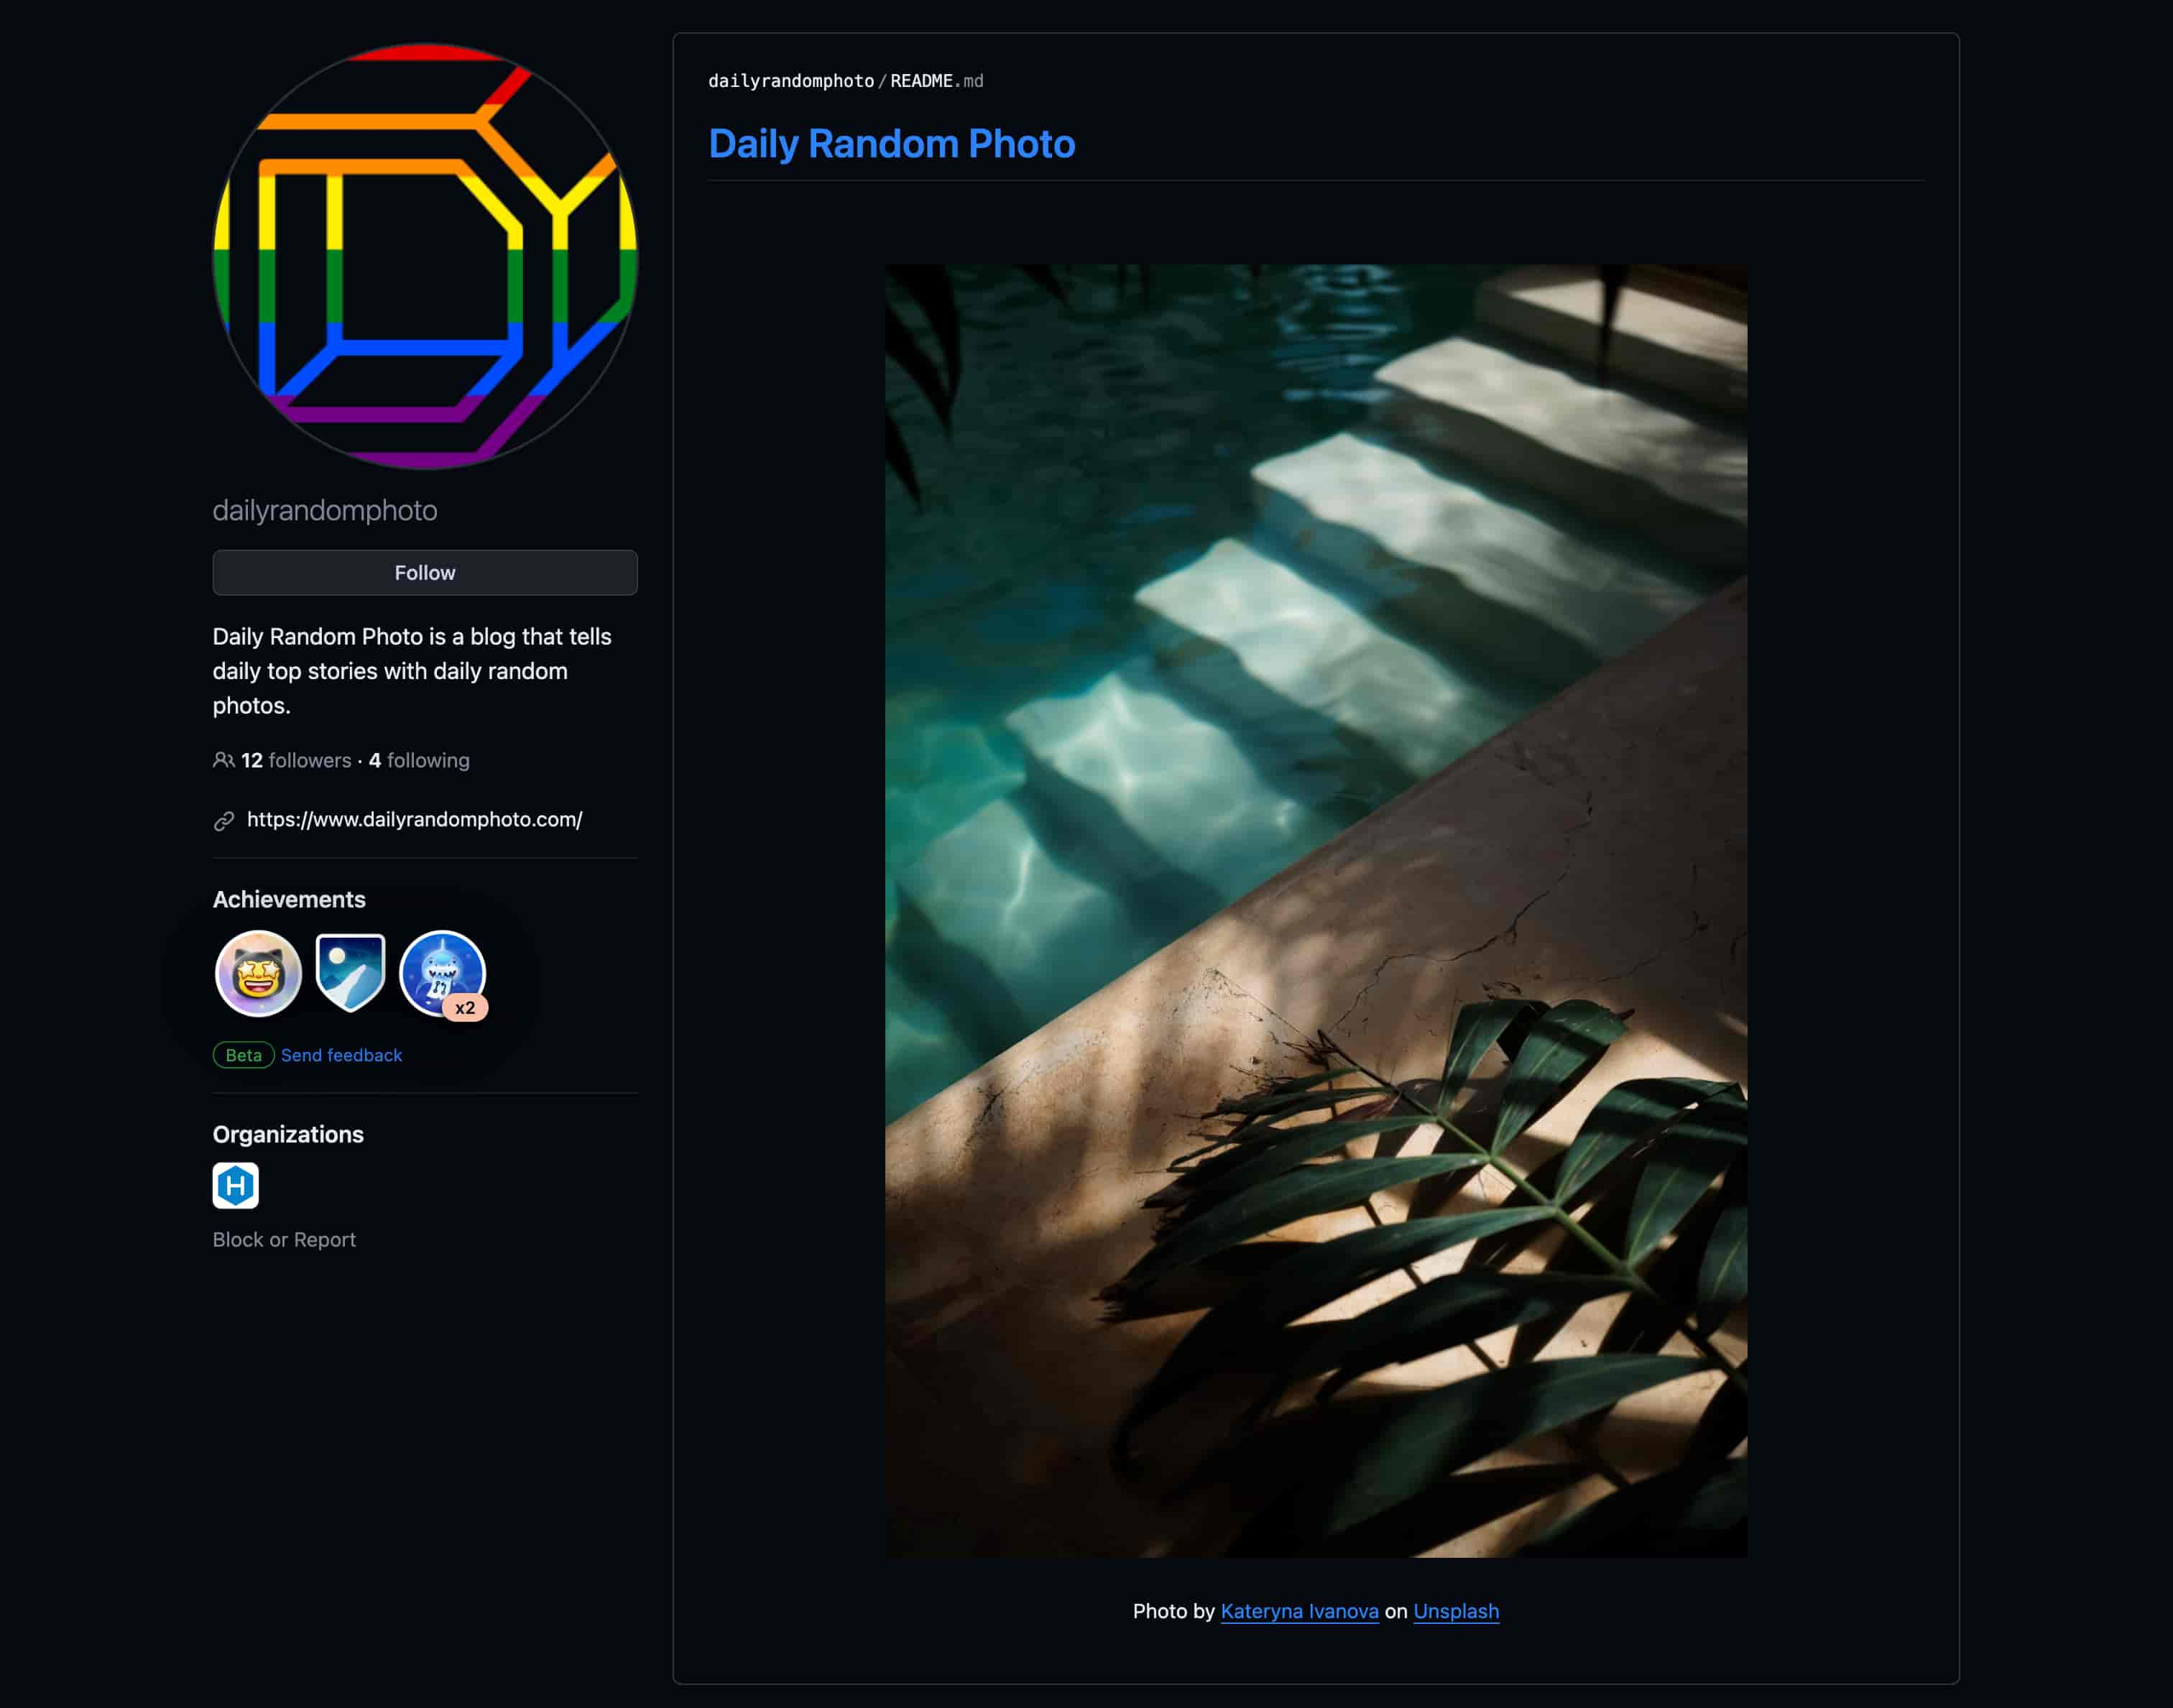 dailyrandomphoto
Follow
Daily Random Photo is a blog that tells
daily top stories with daily random
photos.
12 followers · 4 following
https://www.dailyrandomphoto.com/
Achievements
x2
Beta Send feedback
Organizations
H
Block or Report
dailyrandomphoto/README.md
Daily Random Photo
Photo by Kateryna Ivanova on Unsplash